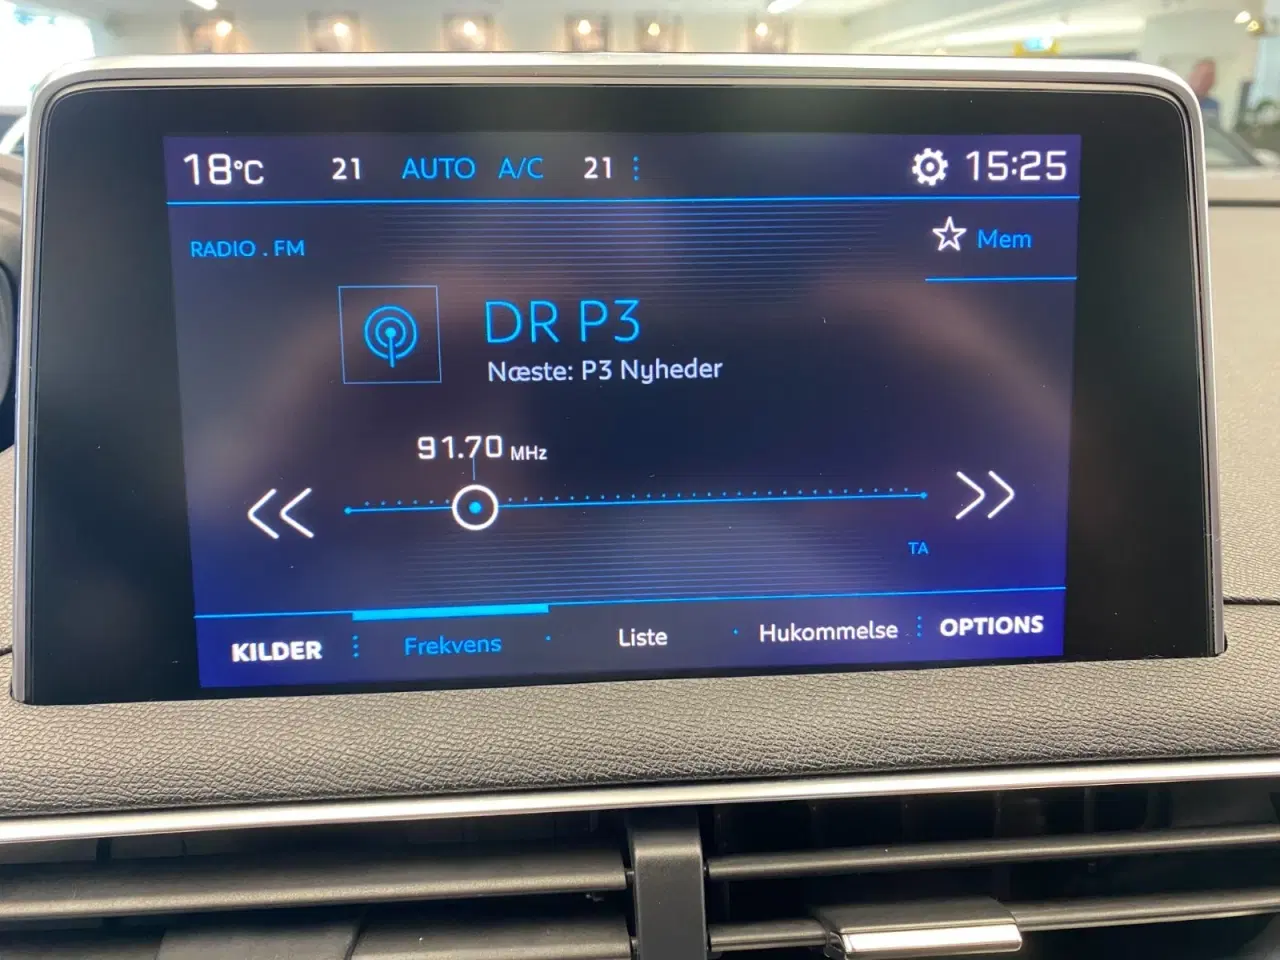 18°C 21 AUTO A/C 21 15:25
RADIO . FM
Mem
DR P3
Næste: P3 Nyheder
91.70 MHz
TA
KILDER Frekvens Liste Hukommelse OPTIONS